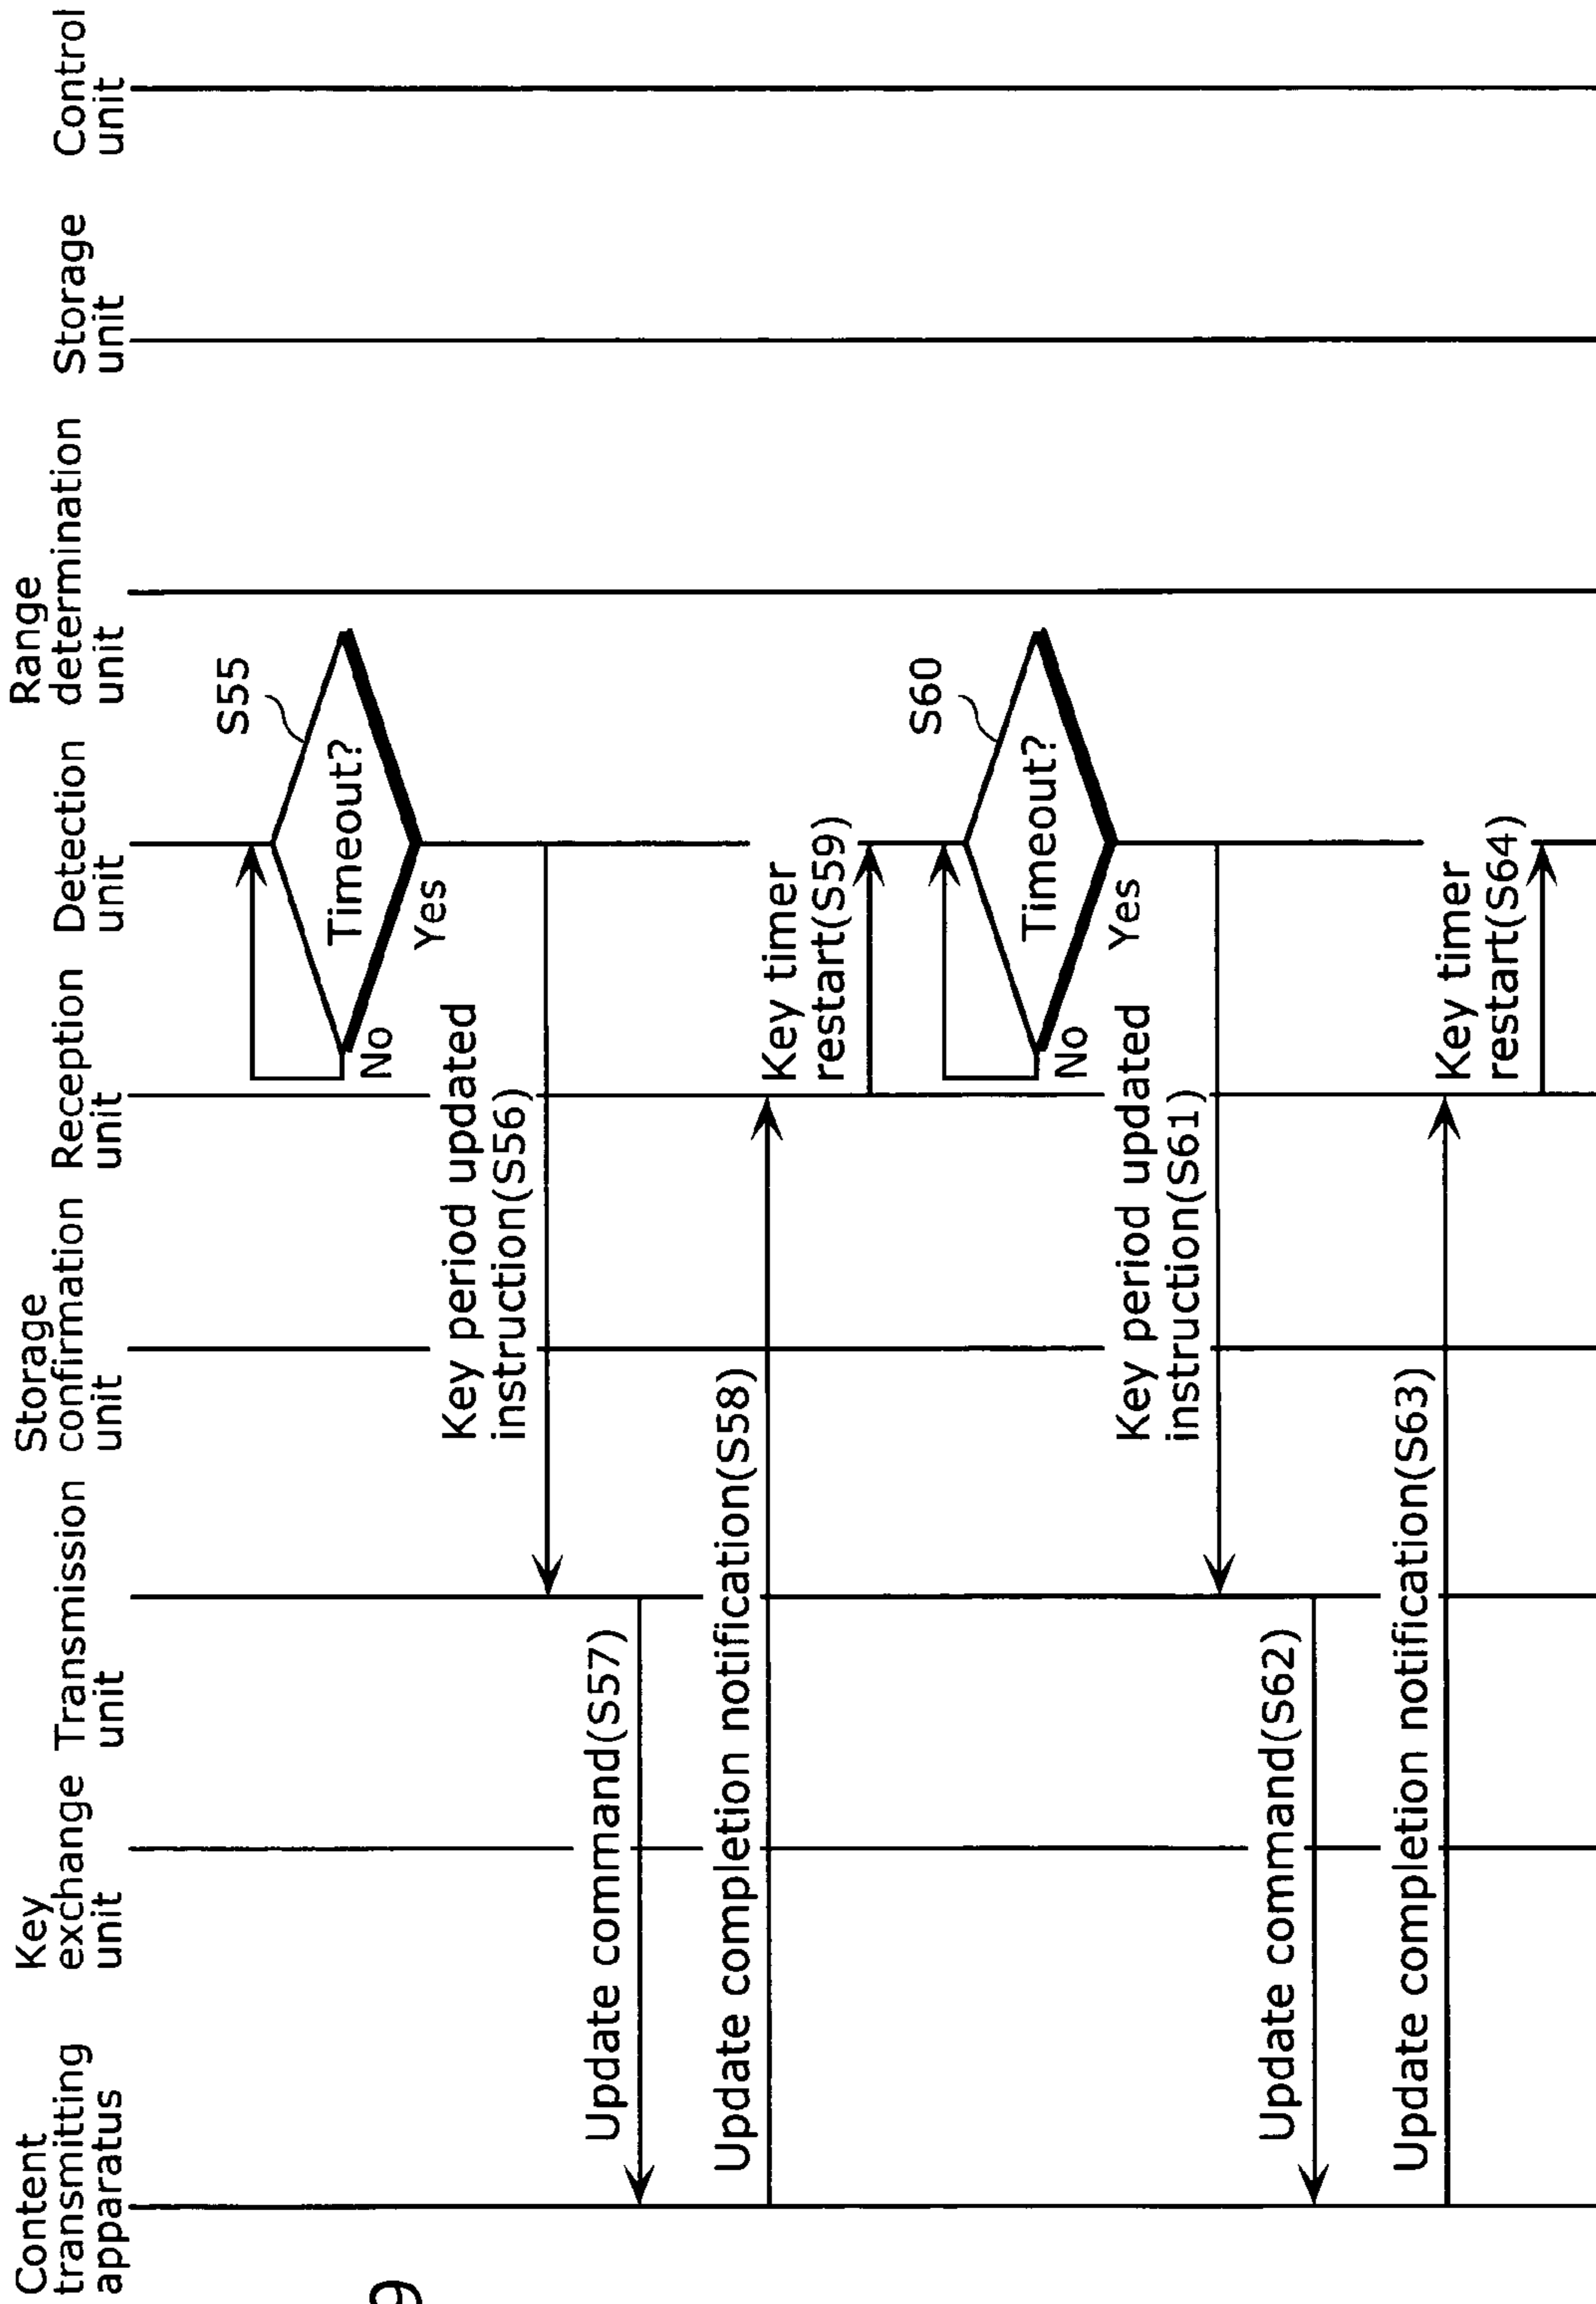 9
Content
transmitting
apparatus
Key
exchange
unit
Transmission
unit
Storage
confirmation
unit
Reception
unit
Detection
unit
Range
determination
unit
Storage
unit
Control
unit
S55
Timeout?
No
Yes
Key period updated
instruction(S56)
Update command(S57)
Update completion notification(S58)
Key timer
restart(S59)
S60
Timeout?
No
Yes
Key period updated
instruction(S61)
Update command(S62)
Update completion notification(S63)
Key timer
restart(S64)